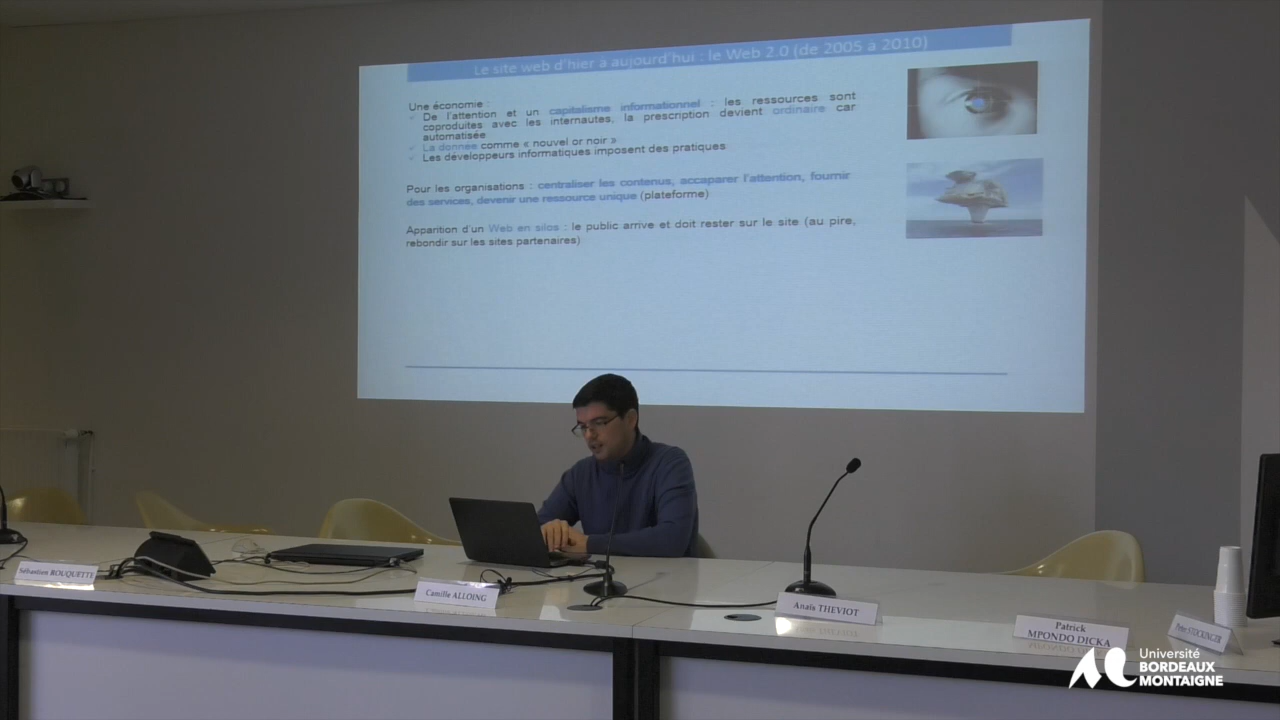 Le site web d'hier à aujourd'hui : le Web 2.0 (de 2005 à 2010)
Une économie :
De l'attention et un capitalisme informationnel : les ressources sont
coproduites avec les internautes, la prescription devient ordinaire car
automatisée
La donnée comme « nouvel or noir »
Les développeurs informatiques imposent des pratiques
Pour les organisations : centraliser les contenus, accaparer l'attention, fournir
des services, devenir une ressource unique (plateforme)
Apparition d'un Web en silos : le public arrive et doit rester sur le site (au pire,
rebondir sur les sites partenaires)
Sébastien ROUQUETTE
Camille ALLOING
Anaïs THEVIOT
Patrick
MPONDO DICKA
Peter STOCKINGER
Université
BORDEAUX
MONTAIGNE